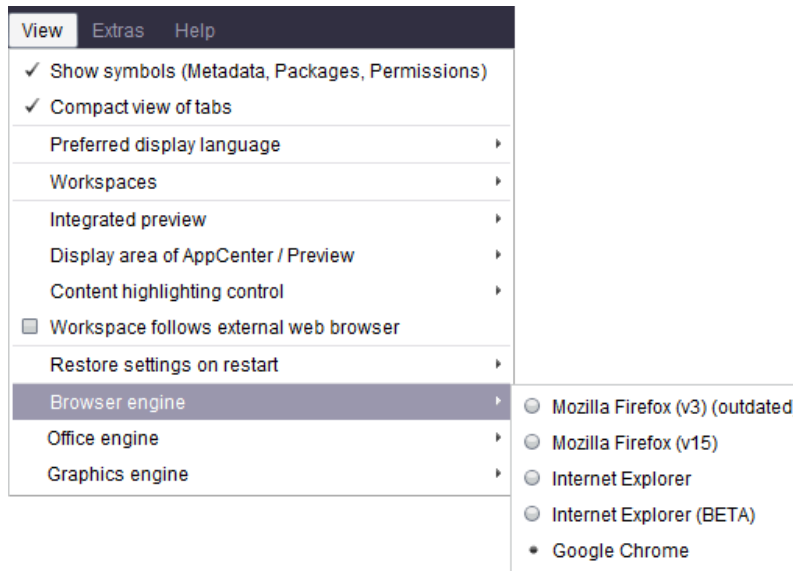 View Extras Help
Show symbols (Metadata, Packages, Permissions)
Compact view of tabs
Preferred display language
Workspaces
Integrated preview
Display area of AppCenter / Preview
Content highlighting control
Workspace follows external web browser
Restore settings on restart
Browser engine
Office engine
Graphics engine
Mozilla Firefox (v3) (outdated
Mozilla Firefox (v15)
Internet Explorer
Internet Explorer (BETA)
Google Chrome